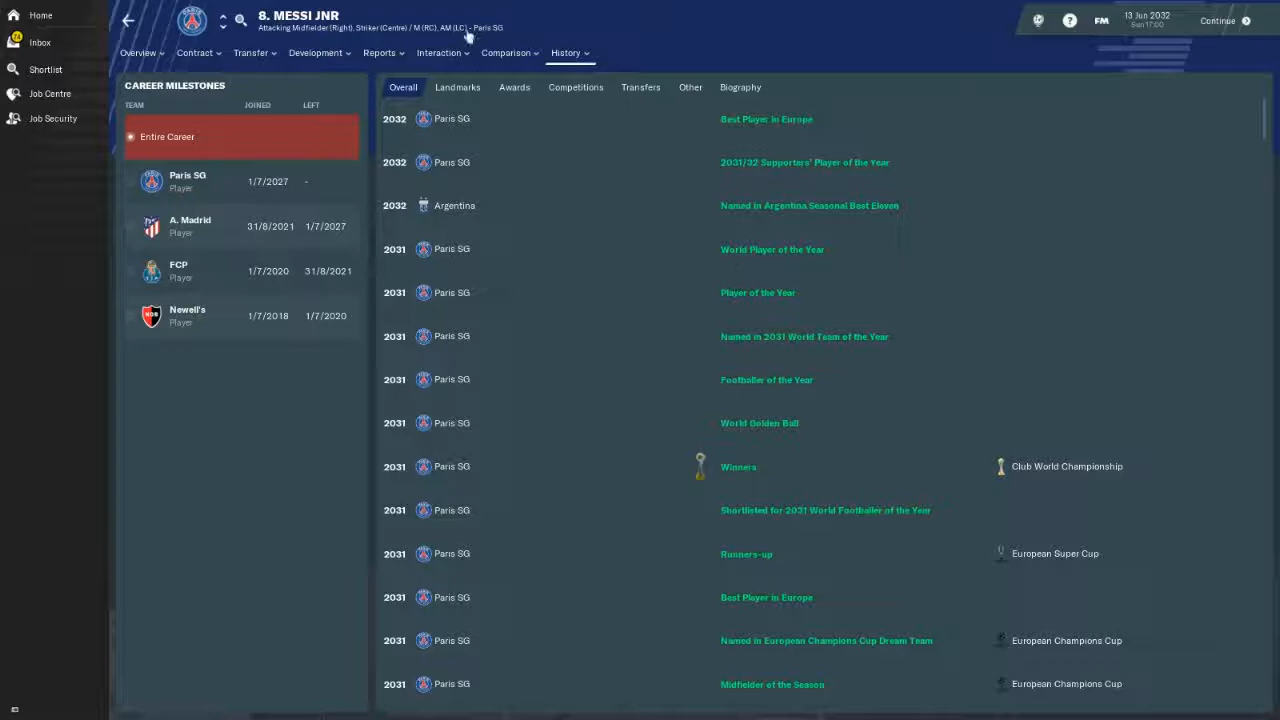 Home
74
Inbox
Shortlist
Job Centre
Job Security
8. MESSI JNR
Attacking Midfielder (Right), Striker (Centre) / M (RC), AM (LC) - Paris SG
? FM 13 Jun 2032
Sun 17:00
Continue
Overview Contract Transfer Development Reports Interaction Comparison History
CAREER MILESTONES
TEAM JOINED LEFT
Entire Career
Paris SG
Player
1/7/2027 -
A. Madrid
Player
31/8/2021 1/7/2027
FCP
Player
1/7/2020 31/8/2021
Newell's
Player
1/7/2018 1/7/2020
Overall Landmarks Awards Competitions Transfers Other Biography
2032 Paris SG Best Player in Europe
2032 Paris SG 2031/32 Supporters' Player of the Year
2032 Argentina Named in Argentina Seasonal Best Eleven
2031 Paris SG World Player of the Year
2031 Paris SG Player of the Year
2031 Paris SG Named in 2031 World Team of the Year
2031 Paris SG Footballer of the Year
2031 Paris SG World Golden Ball
2031 Paris SG Winners Club World Championship
2031 Paris SG Shortlisted for 2031 World Footballer of the Year
2031 Paris SG Runners-up European Super Cup
2031 Paris SG Best Player in Europe
2031 Paris SG Named in European Champions Cup Dream Team European Champions Cup
2031 Paris SG Midfielder of the Season European Champions Cup